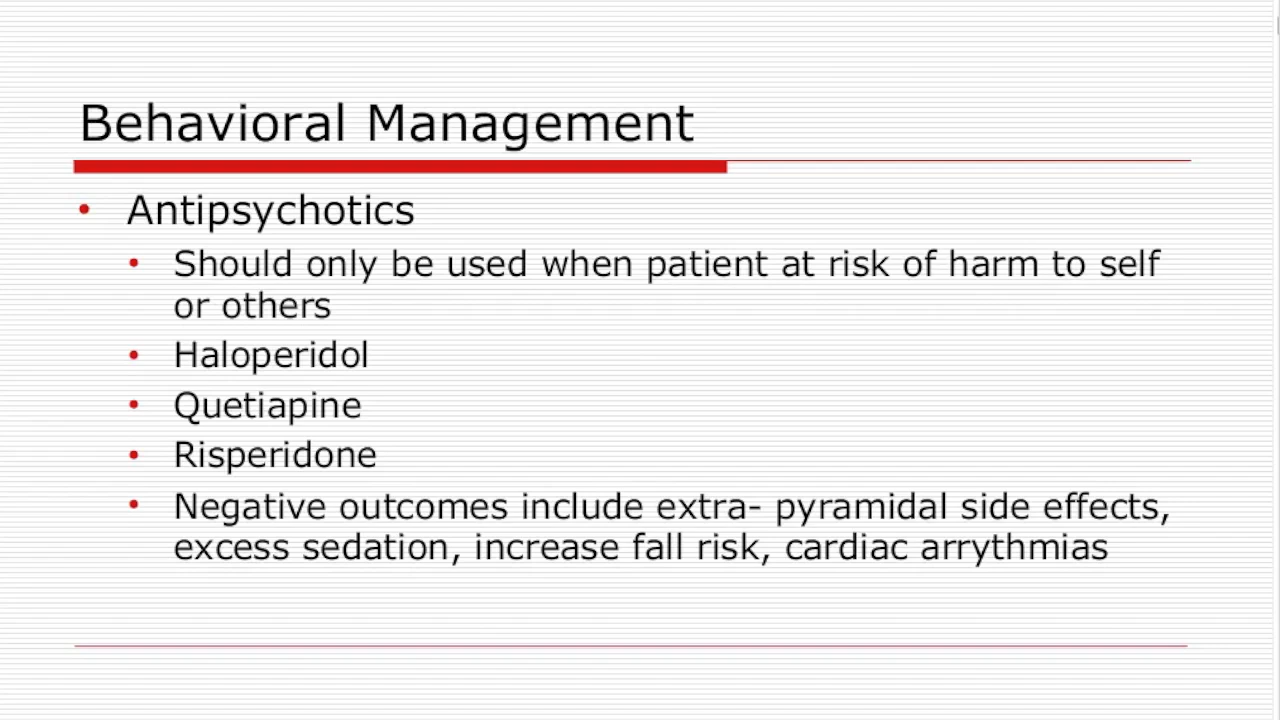 Behavioral Management
• Antipsychotics
• Should only be used when patient at risk of harm to self
or others
• Haloperidol
• Quetiapine
• Risperidone
• Negative outcomes include extra- pyramidal side effects,
excess sedation, increase fall risk, cardiac arrythmias